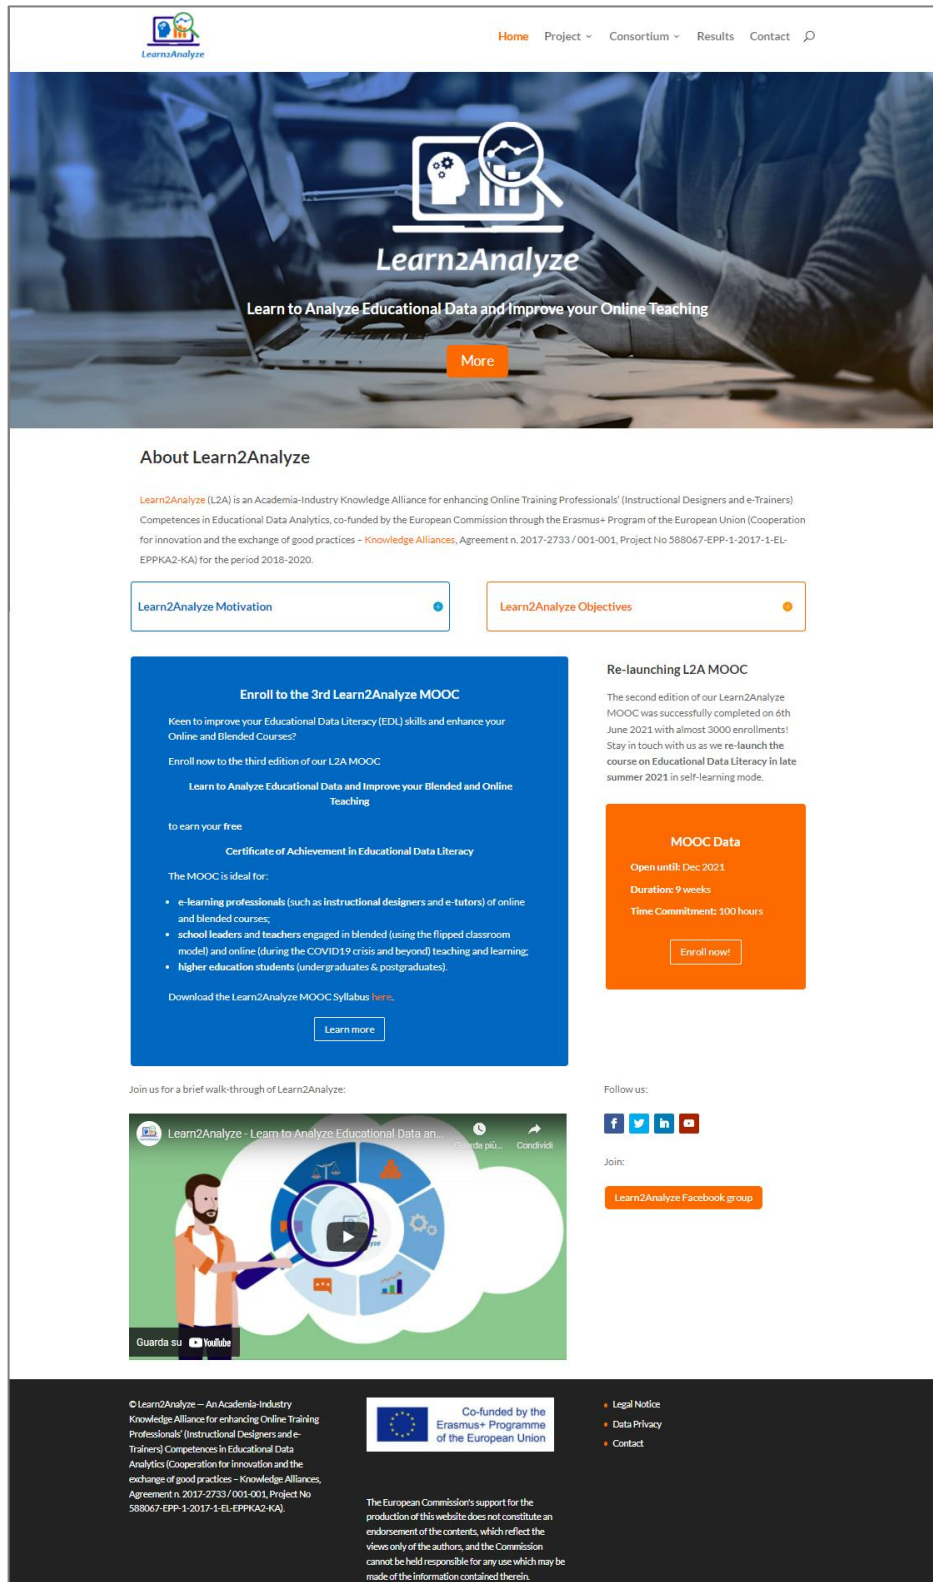 Learn2Analyze
Home Project Consortium Results Contact
Learn2Analyze
Learn to Analyze Educational Data and Improve your Online Teaching
More
About Learn2Analyze
Learn2Analyze (L2A) is an Academia-Industry Knowledge Alliance for enhancing Online Training Professionals' (Instructional Designers and e-Trainers)
Competences in Educational Data Analytics, co-funded by the European Commission through the Erasmus+ Program of the European Union (Cooperation
for innovation and the exchange of good practices – Knowledge Alliances, Agreement n. 2017-2733 / 001-001, Project No 588067-EPP-1-2017-1-EL-
EPPKA2-KA) for the period 2018-2020.
Learn2Analyze Motivation
Learn2Analyze Objectives
Enroll to the 3rd Learn2Analyze MOOC
Keen to improve your Educational Data Literacy (EDL) skills and enhance your
Online and Blended Courses?
Enroll now to the third edition of our L2A MOOC
Learn to Analyze Educational Data and Improve your Blended and Online
Teaching
to earn your free
Certificate of Achievement in Educational Data Literacy
The MOOC is ideal for:
• e-learning professionals (such as instructional designers and e-tutors) of online
and blended courses;
• school leaders and teachers engaged in blended (using the flipped classroom
model) and online (during the COVID19 crisis and beyond) teaching and learning;
• higher education students (undergraduates & postgraduates).
Download the Learn2Analyze MOOC Syllabus here.
Learn more
Re-launching L2A MOOC
The second edition of our Learn2Analyze
MOOC was successfully completed on 6th
June 2021 with almost 3000 enrollments!
Stay in touch with us as we re-launch the
course on Educational Data Literacy in late
summer 2021 in self-learning mode.
MOOC Data
Open until: Dec 2021
Duration: 9 weeks
Time Commitment: 100 hours
Enroll now!
Join us for a brief walk-through of Learn2Analyze:
Learn2Analyze - Learn to Analyze Educational Data an...
Guarda più... Condividi
Guarda su YouTube
Follow us:
Join:
Learn2Analyze Facebook group
© Learn2Analyze — An Academia-Industry
Knowledge Alliance for enhancing Online Training
Professionals' (Instructional Designers and e-
Trainers) Competences in Educational Data
Analytics (Cooperation for innovation and the
exchange of good practices – Knowledge Alliances,
Agreement n. 2017-2733 / 001-001, Project No
588067-EPP-1-2017-1-EL-EPPKA2-KA).
Co-funded by the
Erasmus+ Programme
of the European Union
The European Commission's support for the
production of this website does not constitute an
endorsement of the contents, which reflect the
views only of the authors, and the Commission
cannot be held responsible for any use which may be
made of the information contained therein.
• Legal Notice
• Data Privacy
• Contact